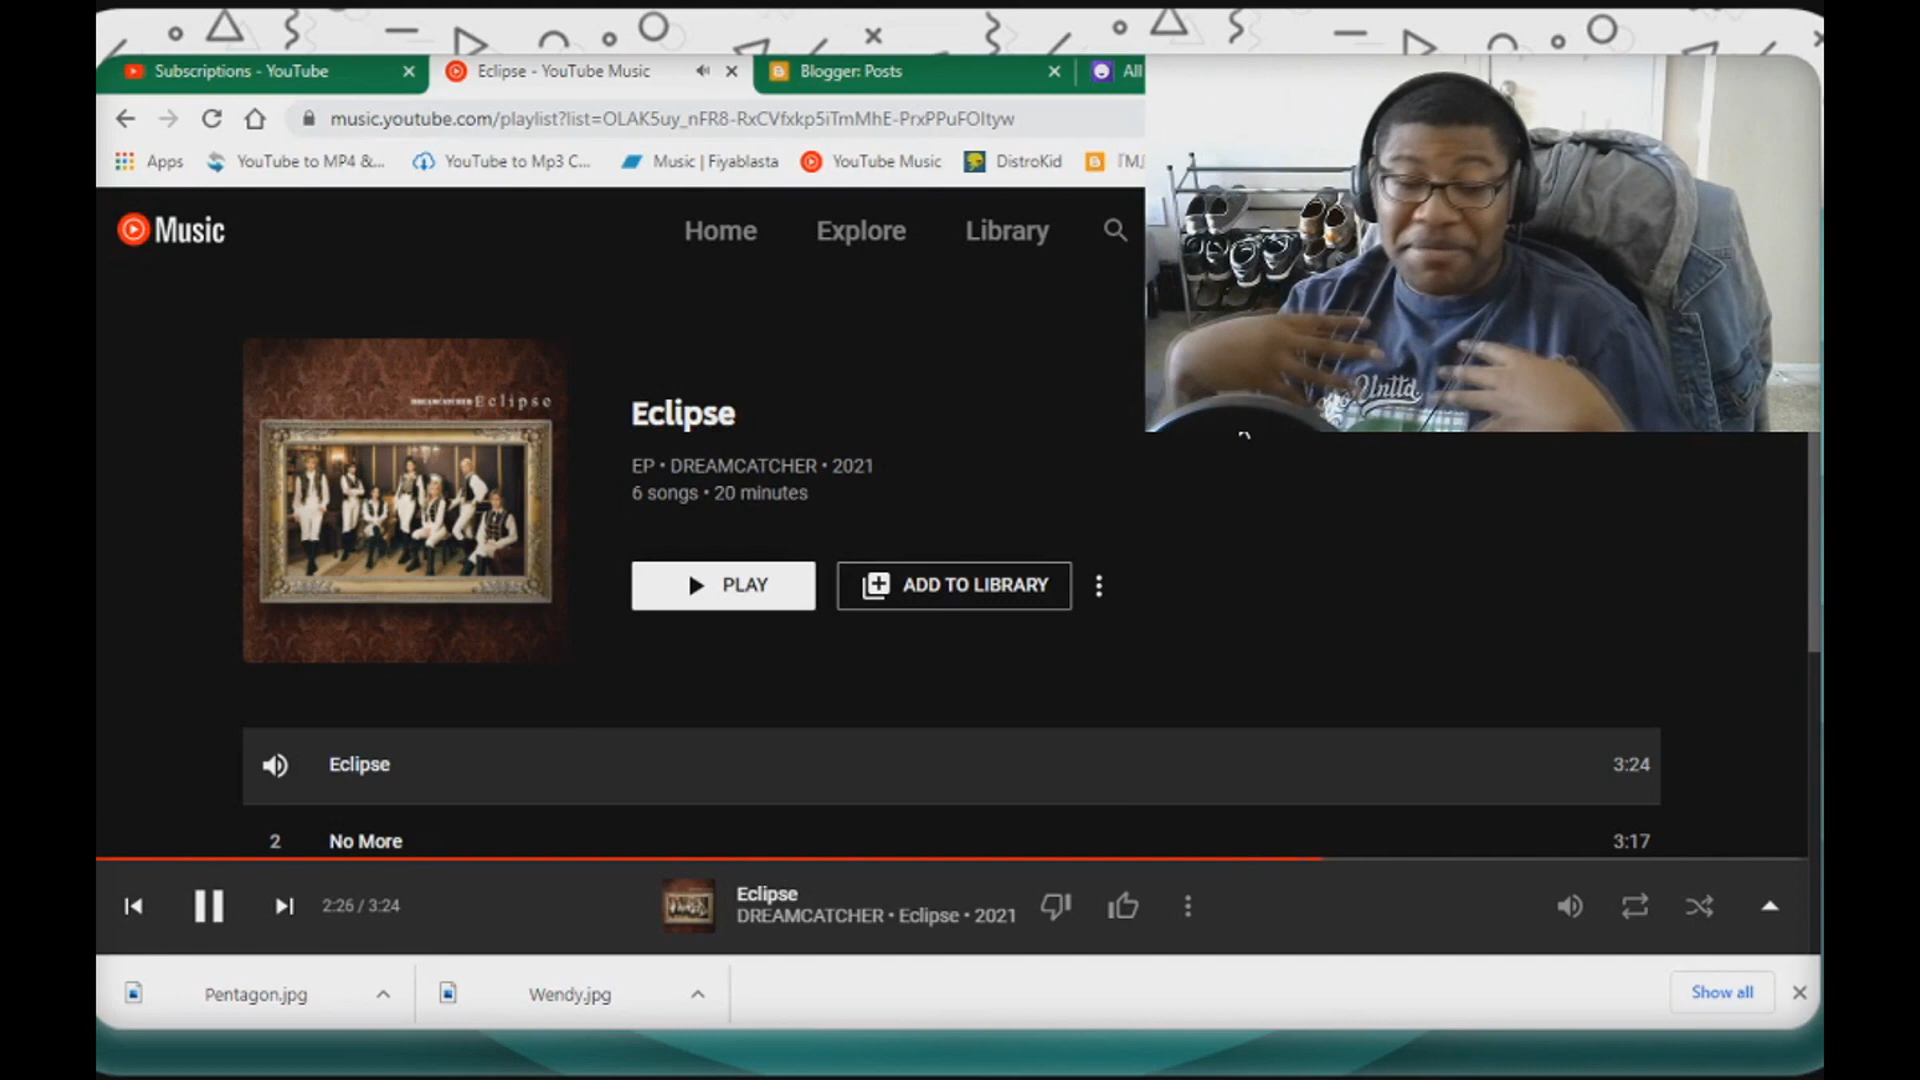 Subscriptions - YouTube
Eclipse - YouTube Music
Blogger: Posts
All
music.youtube.com/playlist?list=OLAK5uy_nFR8-RxCVfxkp5iTmMhE-PrxPPuFOltyw
Apps
YouTube to MP4 &...
YouTube to Mp3 C...
Music | Fiyablasta
YouTube Music
DistroKid
Music
Home
Explore
Library
DREAMCATCHER Eclipse
Eclipse
EP • DREAMCATCHER • 2021
6 songs • 20 minutes
PLAY
ADD TO LIBRARY
Eclipse
3:24
2
No More
3:17
2:26 / 3:24
Eclipse
DREAMCATCHER • Eclipse • 2021
Pentagon.jpg
Wendy.jpg
Show all